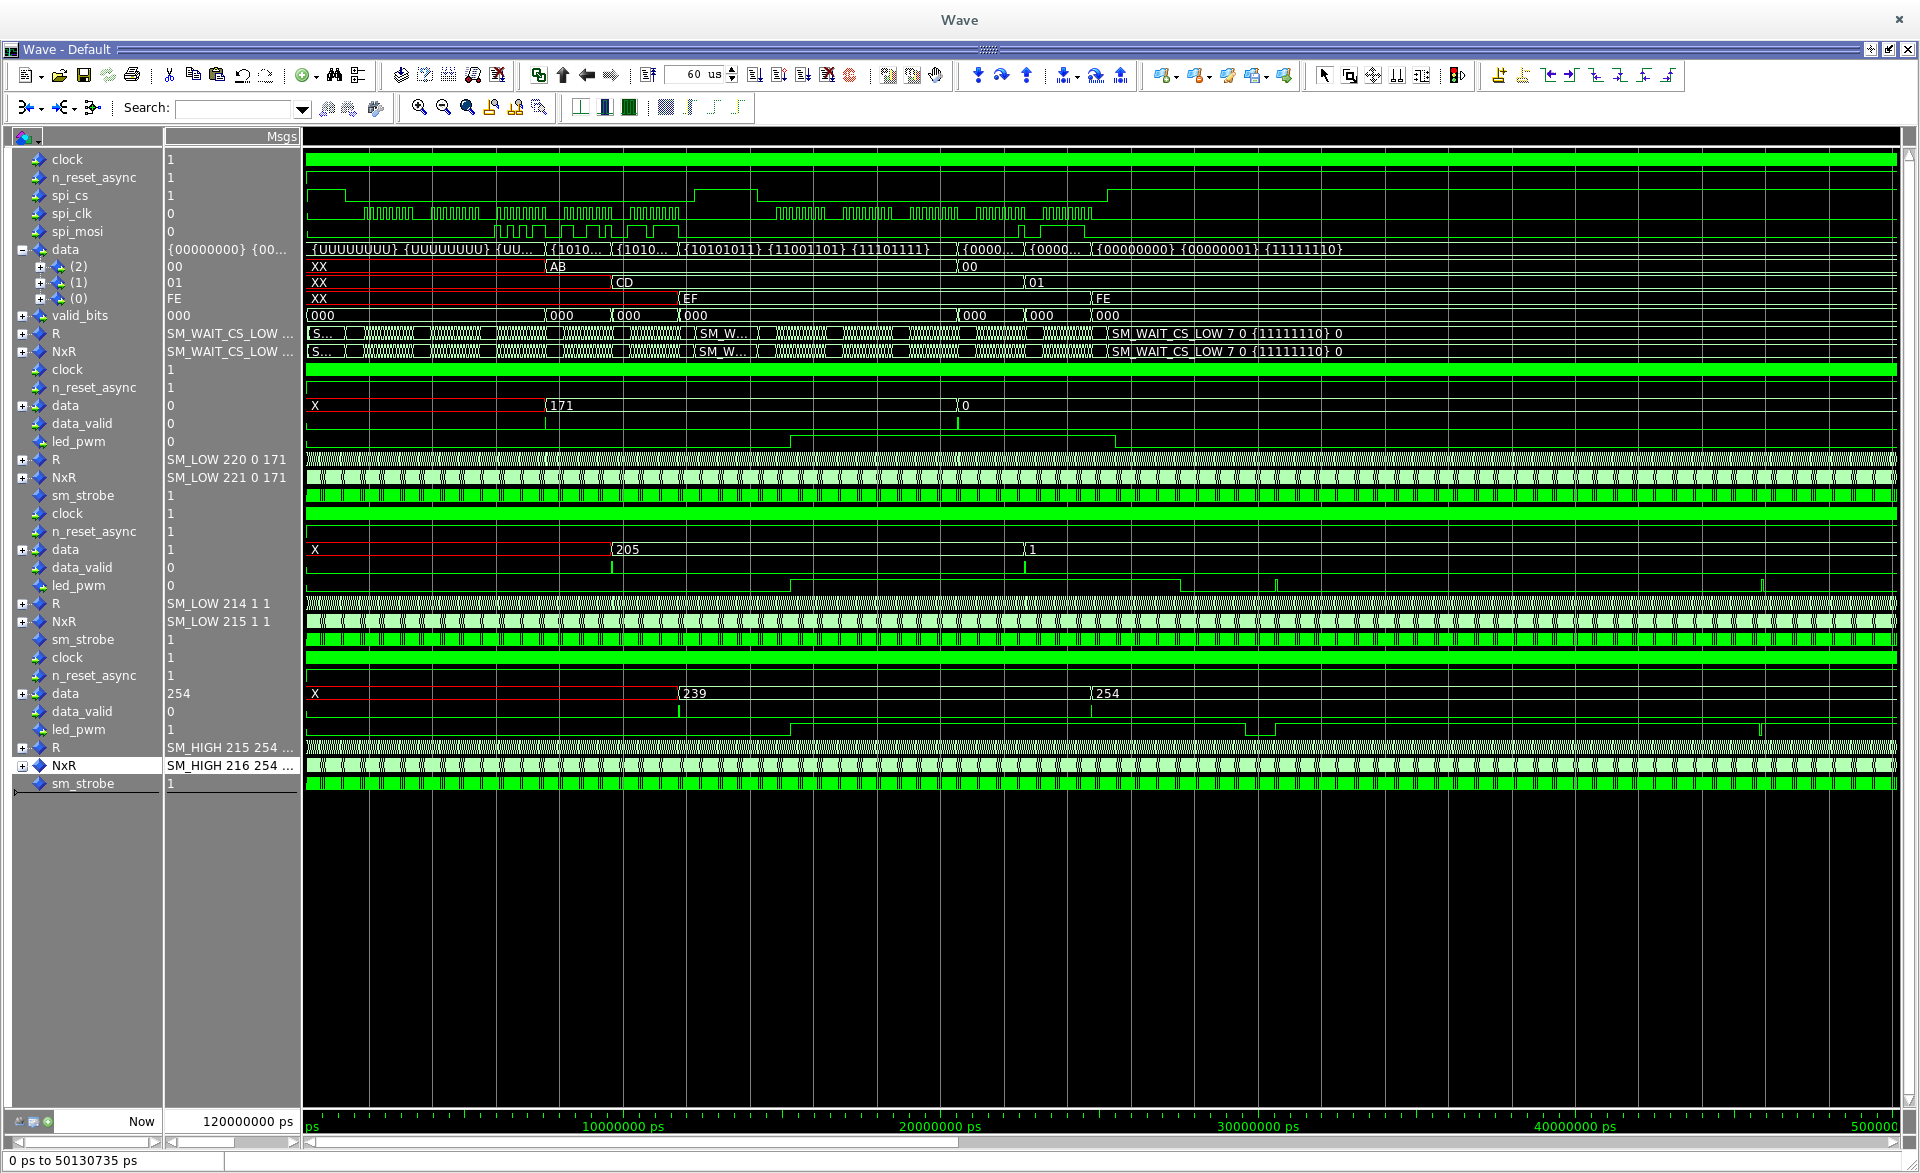 Wave
Wave - Default
60 us
Search:
Msgs
clock 1
n_reset_async 1
spi_cs 1
spi_clk 0
spi_mosi 0
data {00000000} {00... {UUUUUUUU} {UUUUUUUU} {UU... {1010... {1010... {10101011} {11001101} {11101111} {0000... {0000... {00000000} {00000001} {11111110}
(2) 00 XX AB 00
(1) 01 XX CD 01
(0) FE XX EF FE
valid_bits 000 000 000 000 000 000 000 000
R SM_WAIT_CS_LOW ... S... SM_W... SM_WAIT_CS_LOW 7 0 {11111110} 0
NxR SM_WAIT_CS_LOW ... S... SM_W... SM_WAIT_CS_LOW 7 0 {11111110} 0
clock 1
n_reset_async 1
data 0 X 171 0
data_valid 0
led_pwm 0
R SM_LOW 220 0 171
NxR SM_LOW 221 0 171
sm_strobe 1
clock 1
n_reset_async 1
data 1 X 205 1
data_valid 0
led_pwm 0
R SM_LOW 214 1 1
NxR SM_LOW 215 1 1
sm_strobe 1
clock 1
n_reset_async 1
data 254 X 239 254
data_valid 0
led_pwm 1
R SM_HIGH 215 254 ...
NxR SM_HIGH 216 254 ...
sm_strobe 1
Now 120000000 ps
ps 10000000 ps 20000000 ps 30000000 ps 40000000 ps 500000
0 ps to 50130735 ps